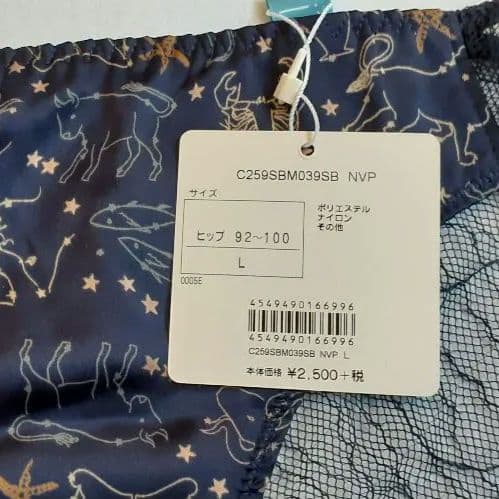 C259SBM039SB NVP
サイズ
ヒップ 92～100
L
ポリエステル
ナイロン
その他
00055
4549490166996
4549490166996
C259SBM039SB NVP L
本体価格 ¥2,500+税